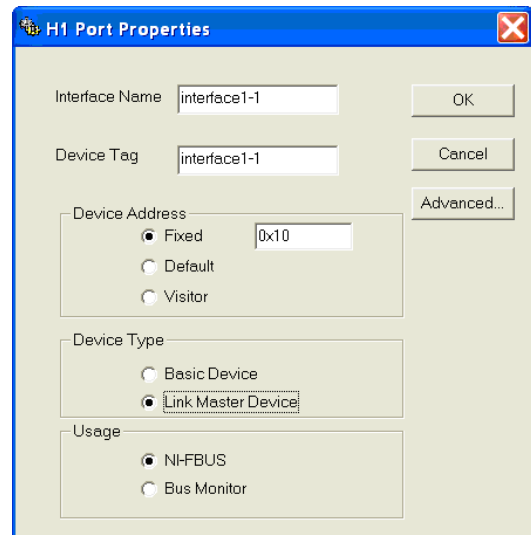 H1 Port Properties
Interface Name interface1-1 OK
Device Tag interface1-1 Cancel
Advanced...
Device Address
Fixed 0x10
Default
Visitor
Device Type
Basic Device
Link Master Device
Usage
NI-FBUS
Bus Monitor